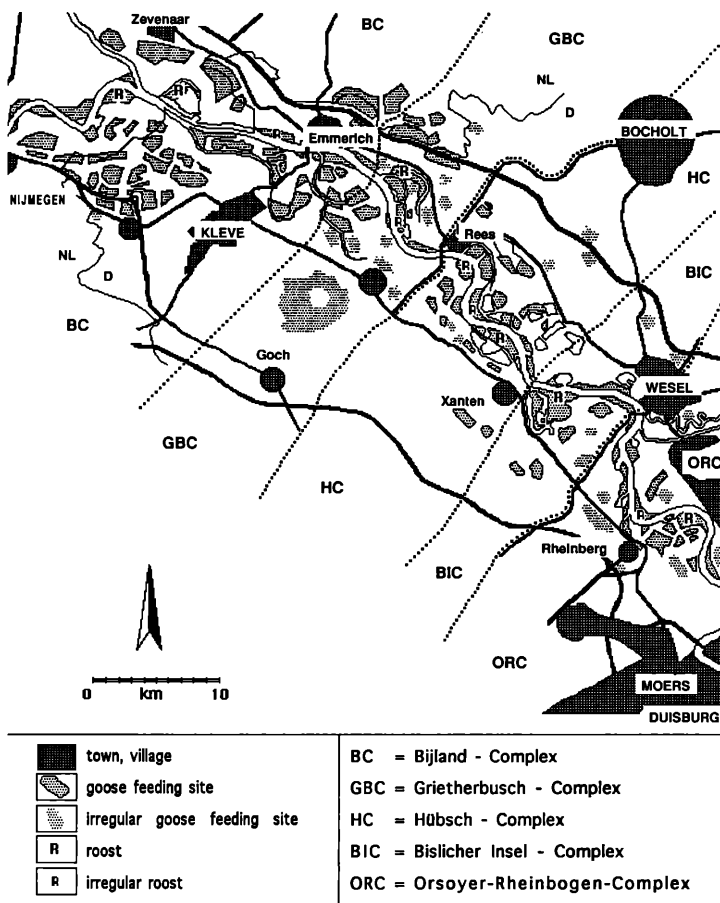 Zevenaar
BC
GBC
NL
D
BOCHOLT
R
R
R
Emmerich
R
HC
NIJMEGEN
R
KLEVE
Rees
NL
D
R
BIC
BC
R
Goch
R
WESEL
Xanten
R
GBC
ORC
HC
R
R
Rheinberg
BIC
ORC
MOERS
DUISBURG
0 km 10
town, village
goose feeding site
irregular goose feeding site
R roost
R irregular roost
BC = Bijland - Complex
GBC = Grietherbusch - Complex
HC = Hübsch - Complex
BIC = Bislicher Insel - Complex
ORC = Orsoyer-Rheinbogen-Complex